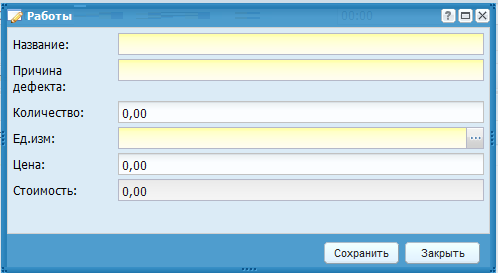 Работы
Название:
Причина
дефекта:
Количество: 0,00
Ед.изм: ...
Цена: 0,00
Стоимость: 0,00
Сохранить Закрыть